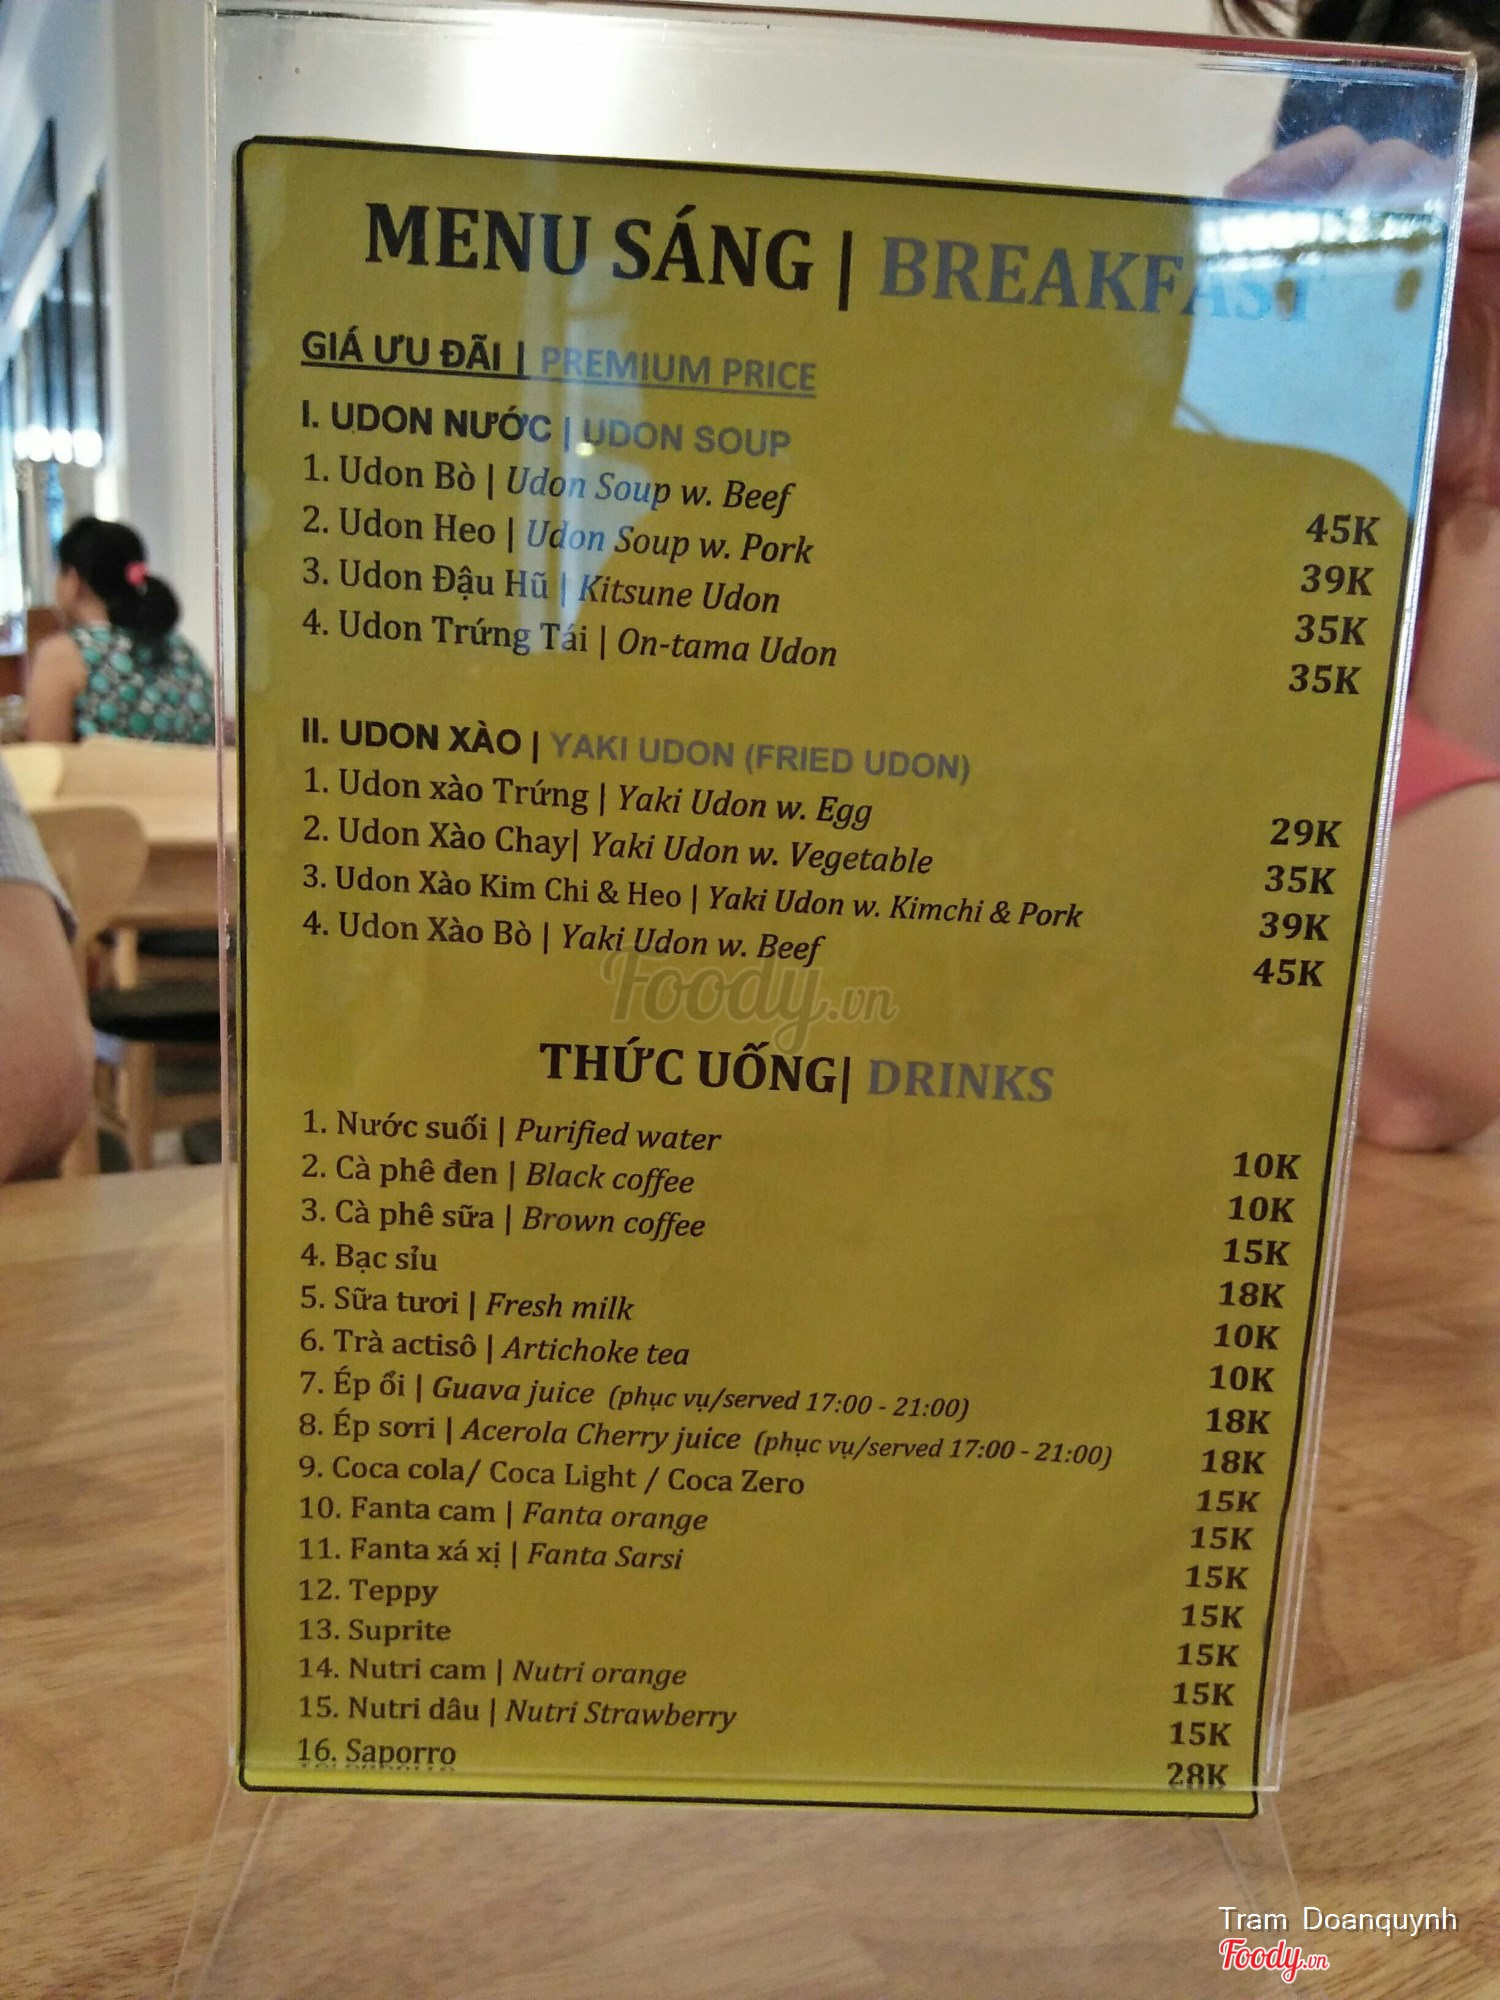 MENU SÁNG | BREAKFAST
GIÁ ƯU ĐÃI | PREMIUM PRICE
I. UDON NƯỚC | UDON SOUP
1. Udon Bò | Udon Soup w. Beef 45K
2. Udon Heo | Udon Soup w. Pork 39K
3. Udon Đậu Hũ | Kitsune Udon 35K
4. Udon Trứng Tái | On-tama Udon 35K
II. UDON XÀO | YAKI UDON (FRIED UDON)
1. Udon xào Trứng | Yaki Udon w. Egg 29K
2. Udon Xào Chay| Yaki Udon w. Vegetable 35K
3. Udon Xào Kim Chi & Heo | Yaki Udon w. Kimchi & Pork 39K
4. Udon Xào Bò | Yaki Udon w. Beef 45K
Foody.vn
THỨC UỐNG| DRINKS
1. Nước suối | Purified water 10K
2. Cà phê đen | Black coffee 10K
3. Cà phê sữa | Brown coffee 15K
4. Bạc sỉu 18K
5. Sữa tươi | Fresh milk 10K
6. Trà actisô | Artichoke tea 10K
7. Ép ổi | Guava juice (phục vụ/served 17:00 - 21:00) 18K
8. Ép sơri | Acerola Cherry juice (phục vụ/served 17:00 - 21:00) 18K
9. Coca cola/ Coca Light / Coca Zero 15K
10. Fanta cam | Fanta orange 15K
11. Fanta xá xị | Fanta Sarsi 15K
12. Teppy 15K
13. Suprite 15K
14. Nutri cam | Nutri orange 15K
15. Nutri dâu | Nutri Strawberry 15K
16. Saporro 28K
Tram Doanquynh
Foody.vn